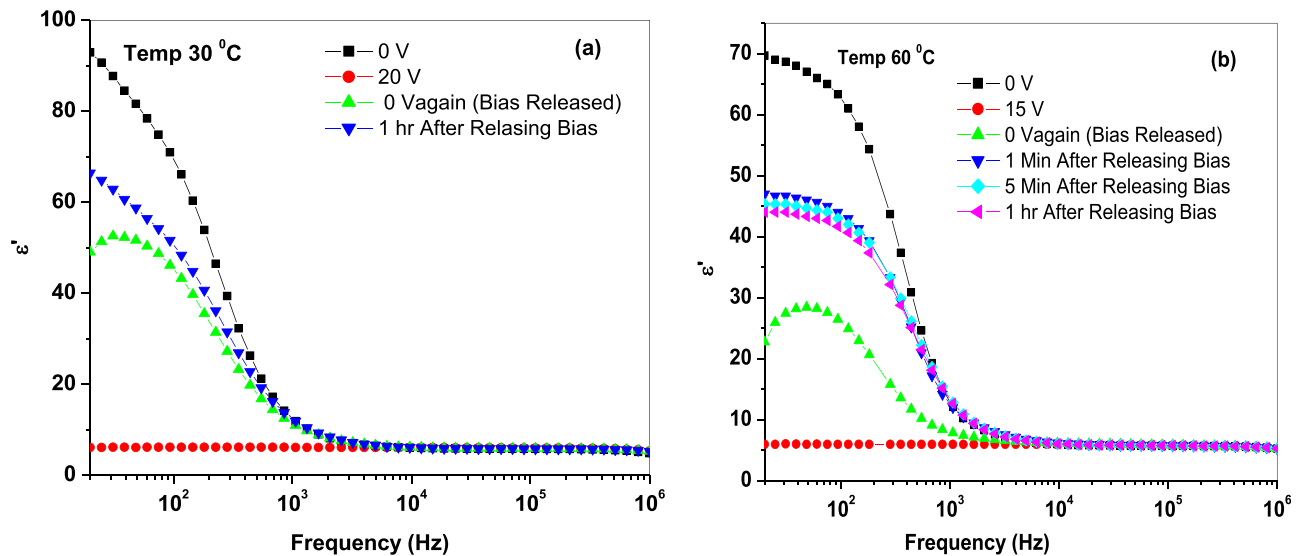 Temp 30 ⁰C
(a)
0 V
20 V
0 Vagain (Bias Released)
1 hr After Relasing Bias
100
80
60
40
20
0
ε'
10²
10³
10⁴
10⁵
10⁶
Frequency (Hz)
Temp 60 ⁰C
(b)
0 V
15 V
0 Vagain (Bias Released)
1 Min After Releasing Bias
5 Min After Releasing Bias
1 hr After Releasing Bias
70
60
50
40
30
20
10
0
ε'
10²
10³
10⁴
10⁵
10⁶
Frequency (Hz)